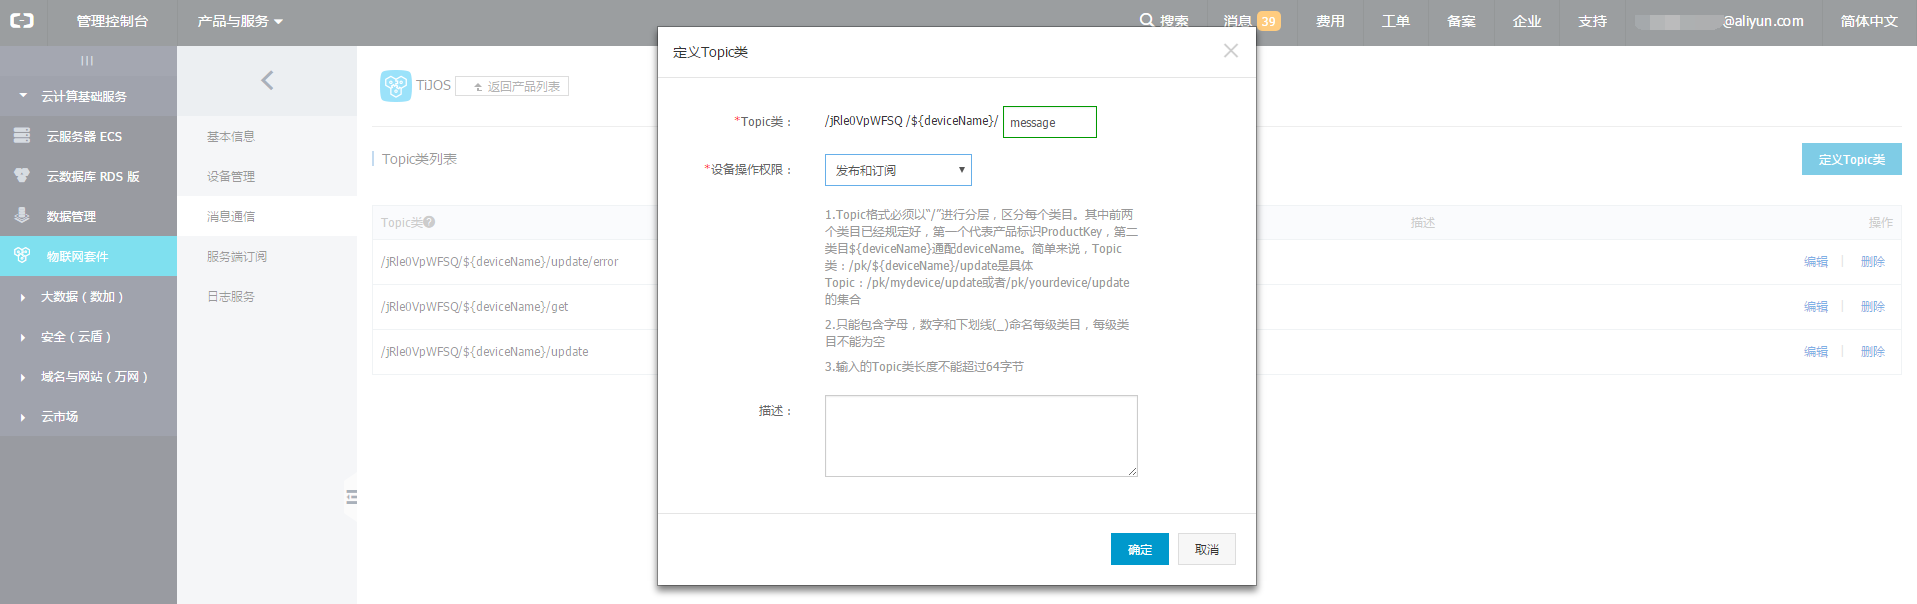 管理控制台 产品与服务 搜索 消息 39 费用 工单 备案 企业 支持 @aliyun.com 简体中文
云计算基础服务
云服务器 ECS
云数据库 RDS 版
数据管理
物联网套件
大数据（数加）
安全（云盾）
域名与网站（万网）
云市场
基本信息
设备管理
消息通信
服务端订阅
日志服务
TiJOS 返回产品列表
Topic类列表
定义Topic类
Topic类 描述 操作
/jRle0VpWFSQ/${deviceName}/update/error 编辑 | 删除
/jRle0VpWFSQ/${deviceName}/get 编辑 | 删除
/jRle0VpWFSQ/${deviceName}/update 编辑 | 删除
定义Topic类
*Topic类： /jRle0VpWFSQ /${deviceName}/ message
*设备操作权限： 发布和订阅
1.Topic格式必须以“/”进行分层，区分每个类目。其中前两
个类目已经规定好，第一个代表产品标识ProductKey，第二
类目${deviceName}通配deviceName。简单来说，Topic
类：/pk/${deviceName}/update是具体
Topic：/pk/mydevice/update或者/pk/yourdevice/update
的集合
2.只能包含字母，数字和下划线(_)命名每级类目，每级类
目不能为空
3.输入的Topic类长度不能超过64字节
描述：
确定 取消